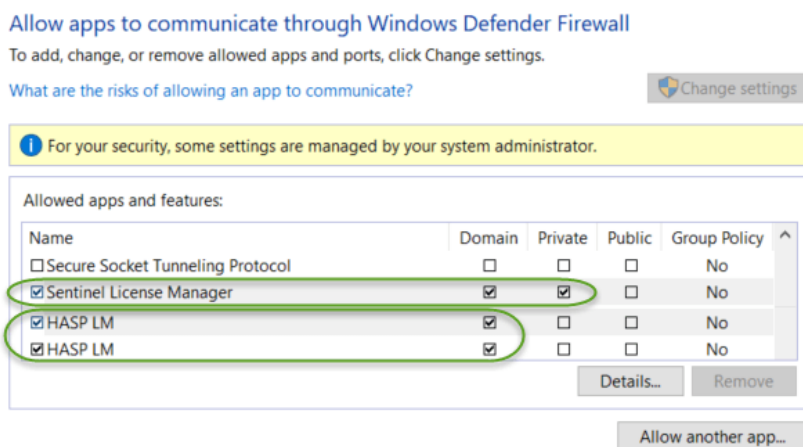 Allow apps to communicate through Windows Defender Firewall
To add, change, or remove allowed apps and ports, click Change settings.
What are the risks of allowing an app to communicate?
Change settings
For your security, some settings are managed by your system administrator.
Allowed apps and features:
Name Domain Private Public Group Policy
Secure Socket Tunneling Protocol No
Sentinel License Manager No
HASP LM No
HASP LM No
Details... Remove
Allow another app...